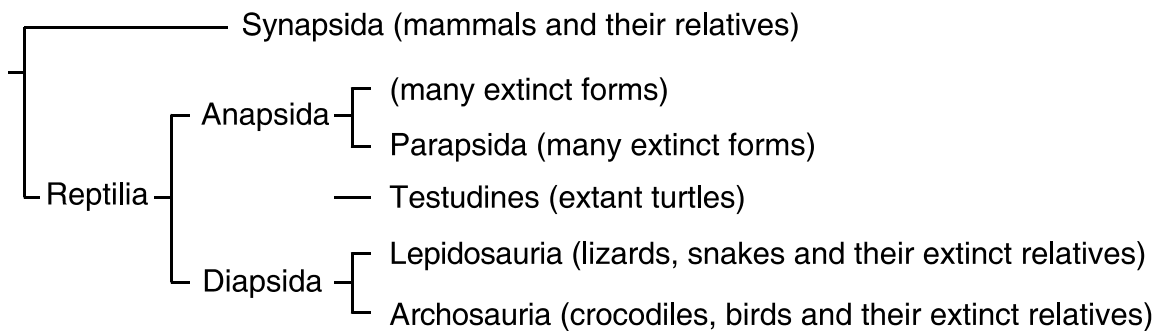 Synapsida (mammals and their relatives)
(many extinct forms)
Anapsida
Parapsida (many extinct forms)
Reptilia
Testudines (extant turtles)
Lepidosauria (lizards, snakes and their extinct relatives)
Diapsida
Archosauria (crocodiles, birds and their extinct relatives)